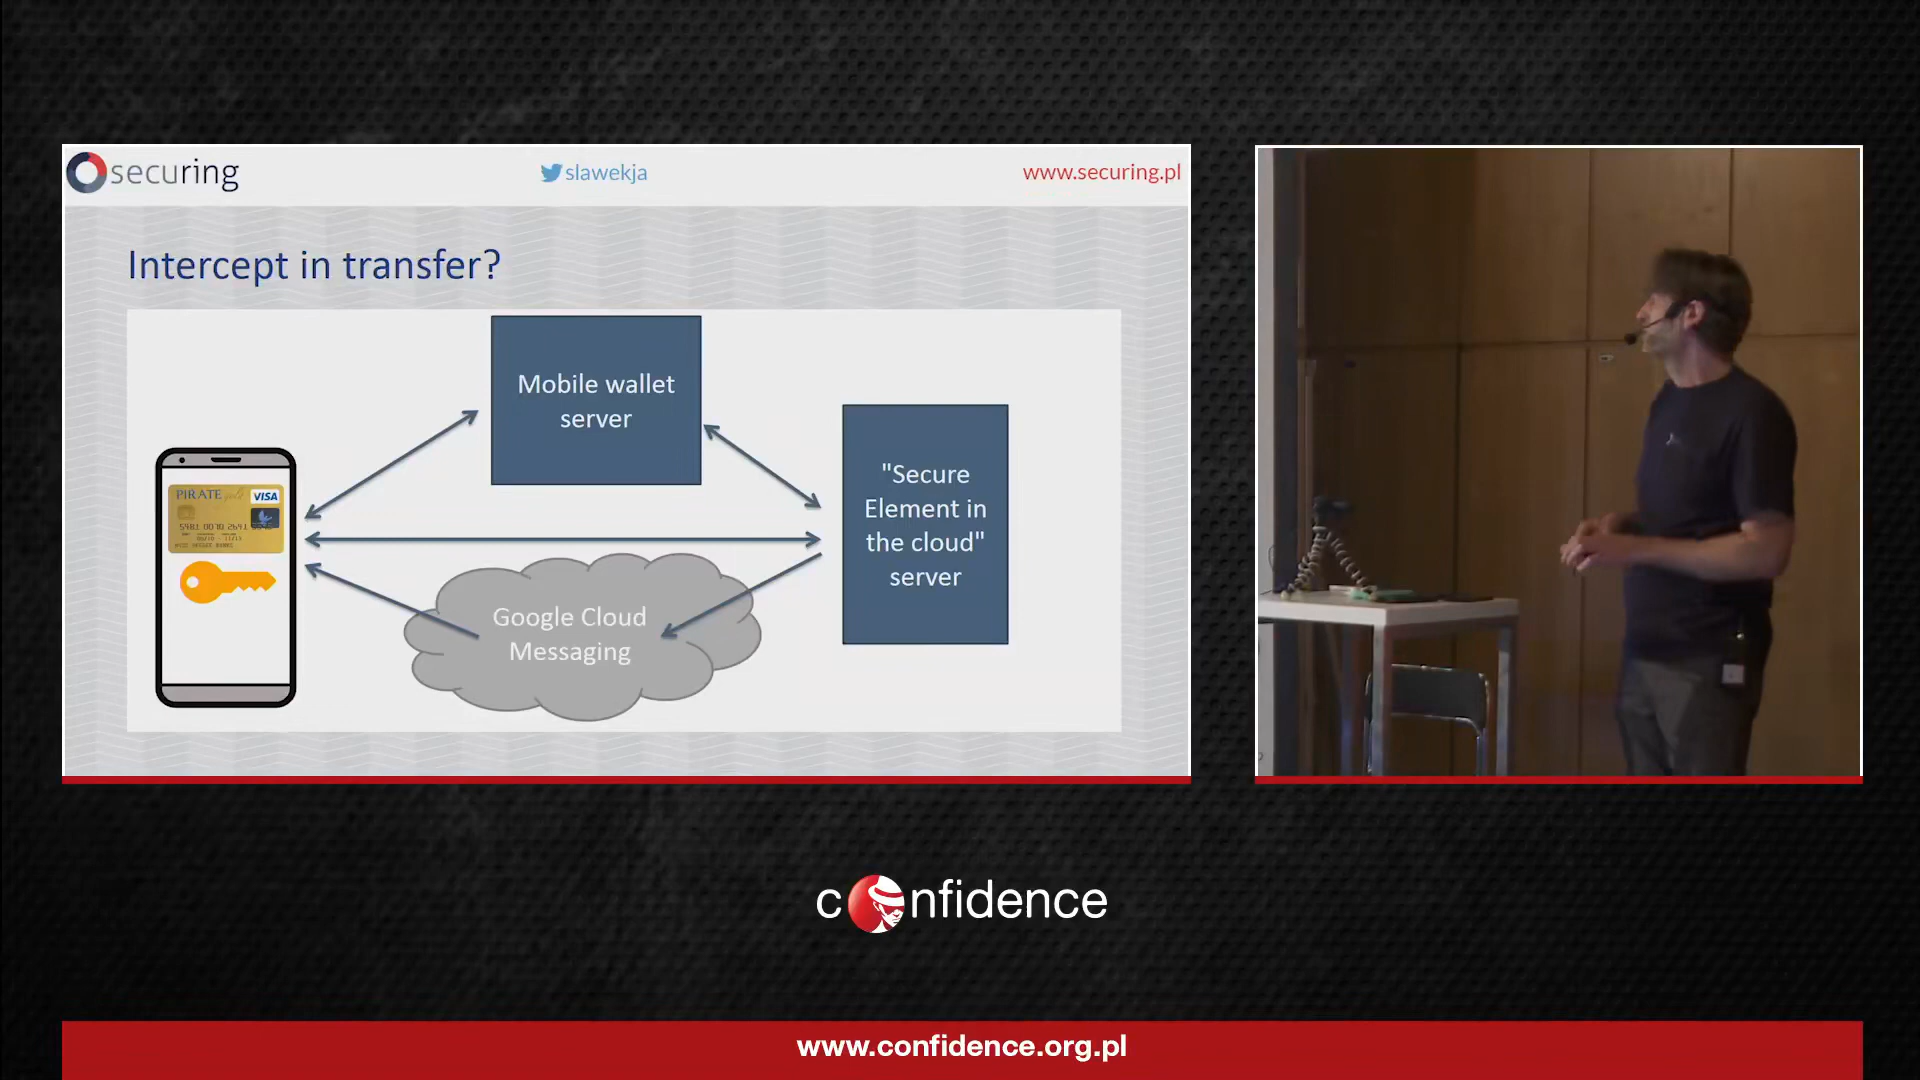 securing
slawekja
www.securing.pl
Intercept in transfer?
Mobile wallet
server
"Secure
Element in
the cloud"
server
PIRATE gold VISA
Google Cloud
Messaging
confidence
www.confidence.org.pl